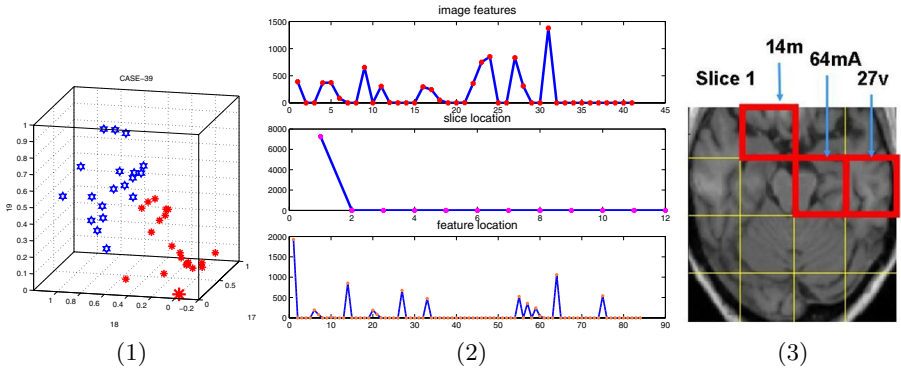 CASE-39
1
0.9
0.8
0.7
0.6
0.5
0.4
0.3
0.2
0.1
0
19
1 0.8 0.6 0.4 0.2 0 −0.2
18
0 0.5 1
17
(1)
image features
1500
1000
500
0
0 5 10 15 20 25 30 35 40 45
slice location
8000
6000
4000
2000
0
0 2 4 6 8 10 12
feature location
2000
1500
1000
500
0
0 10 20 30 40 50 60 70 80 90
(2)
14m
64mA
Slice 1 27v
(3)